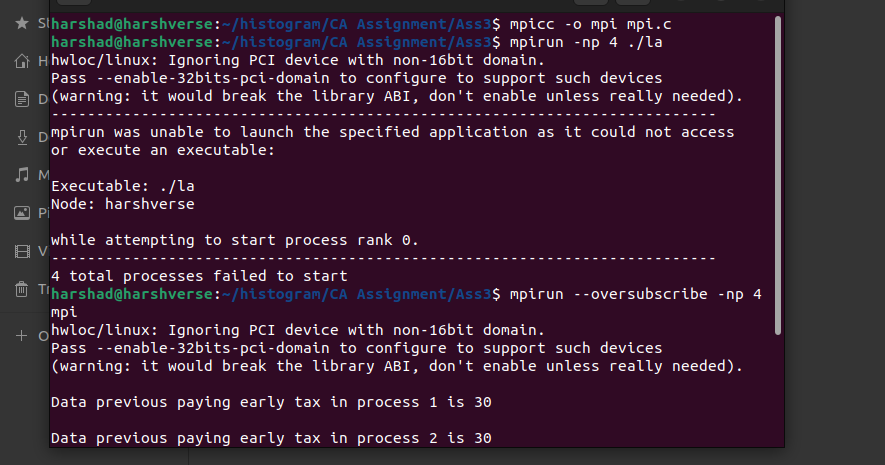 harshad@harshverse:~/histogram/CA Assignment/Ass3$ mpicc -o mpi mpi.c
harshad@harshverse:~/histogram/CA Assignment/Ass3$ mpirun -np 4 ./la
hwloc/linux: Ignoring PCI device with non-16bit domain.
Pass --enable-32bits-pci-domain to configure to support such devices
(warning: it would break the library ABI, don't enable unless really needed).
--------------------------------------------------------------------------
mpirun was unable to launch the specified application as it could not access
or execute an executable:

Executable: ./la
Node: harshverse

while attempting to start process rank 0.
--------------------------------------------------------------------------
4 total processes failed to start
harshad@harshverse:~/histogram/CA Assignment/Ass3$ mpirun --oversubscribe -np 4
mpi
hwloc/linux: Ignoring PCI device with non-16bit domain.
Pass --enable-32bits-pci-domain to configure to support such devices
(warning: it would break the library ABI, don't enable unless really needed).

Data previous paying early tax in process 1 is 30

Data previous paying early tax in process 2 is 30